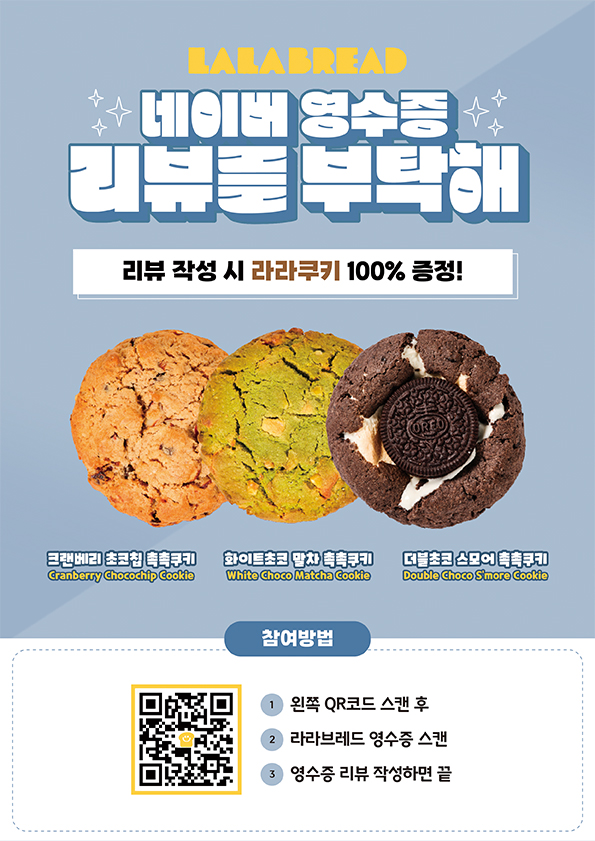 LALABREAD
네이버 영수증
리뷰를 부탁해
리뷰 작성 시 라라쿠키 100% 증정!
OREO
크랜베리 초코칩 촉촉쿠키
Cranberry Chocochip Cookie
화이트초코 말차 촉촉쿠키
White Choco Matcha Cookie
더블초코 스모어 촉촉쿠키
Double Choco S'more Cookie
참여방법
1 왼쪽 QR코드 스캔 후
2 라라브레드 영수증 스캔
3 영수증 리뷰 작성하면 끝